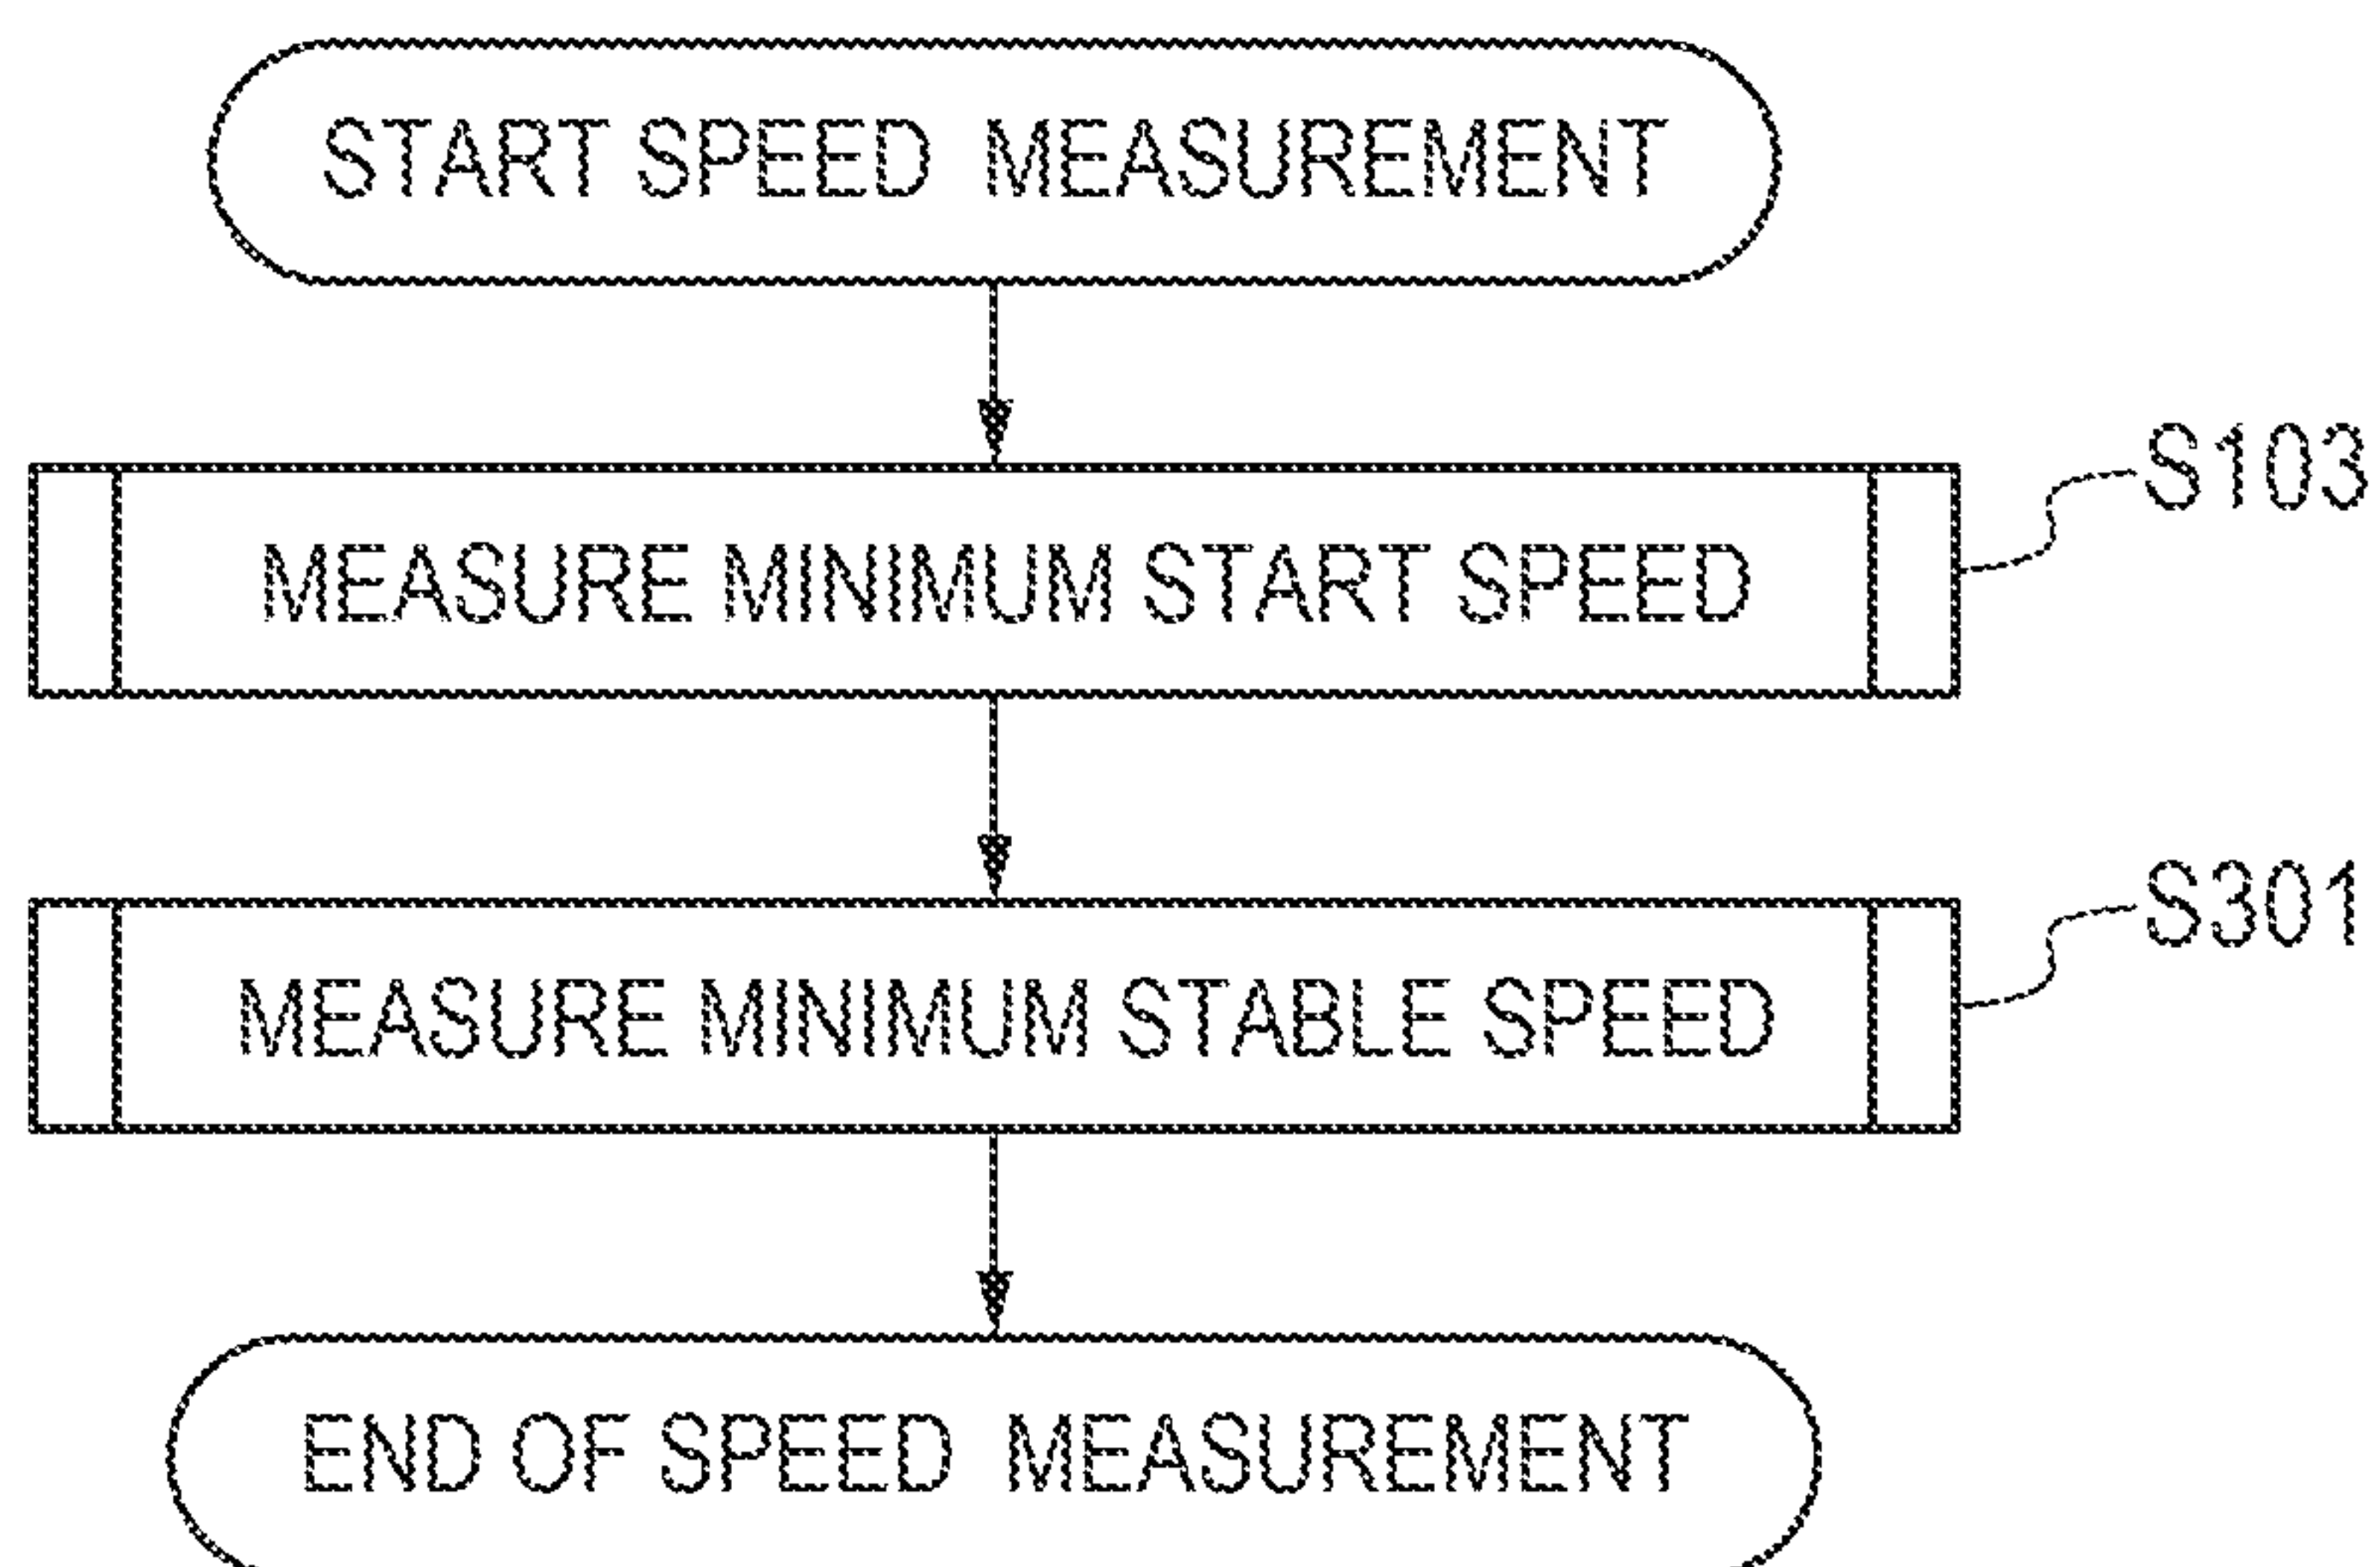 START SPEED MEASUREMENT
S103
MEASURE MINIMUM START SPEED
S301
MEASURE MINIMUM STABLE SPEED
END OF SPEED MEASUREMENT